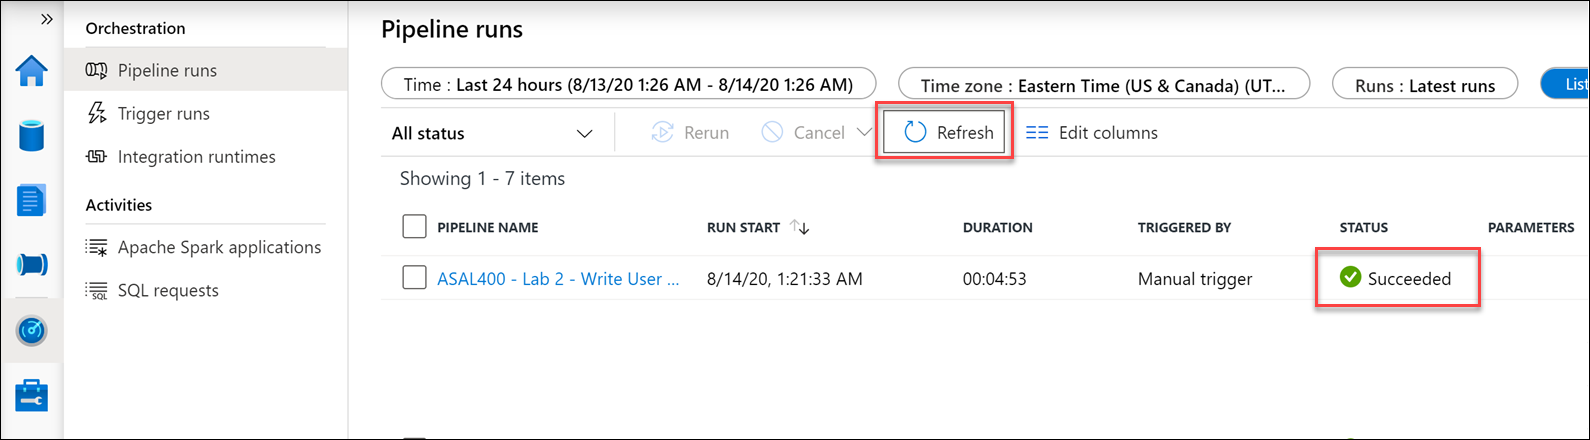 »
Orchestration
Pipeline runs
Trigger runs
Integration runtimes
Activities
Apache Spark applications
SQL requests
Pipeline runs
Time : Last 24 hours (8/13/20 1:26 AM - 8/14/20 1:26 AM)
Time zone : Eastern Time (US & Canada) (UT...
Runs : Latest runs
List
All status
Rerun
Cancel
Refresh
Edit columns
Showing 1 - 7 items
PIPELINE NAME
RUN START
DURATION
TRIGGERED BY
STATUS
PARAMETERS
ASAL400 - Lab 2 - Write User ...
8/14/20, 1:21:33 AM
00:04:53
Manual trigger
Succeeded